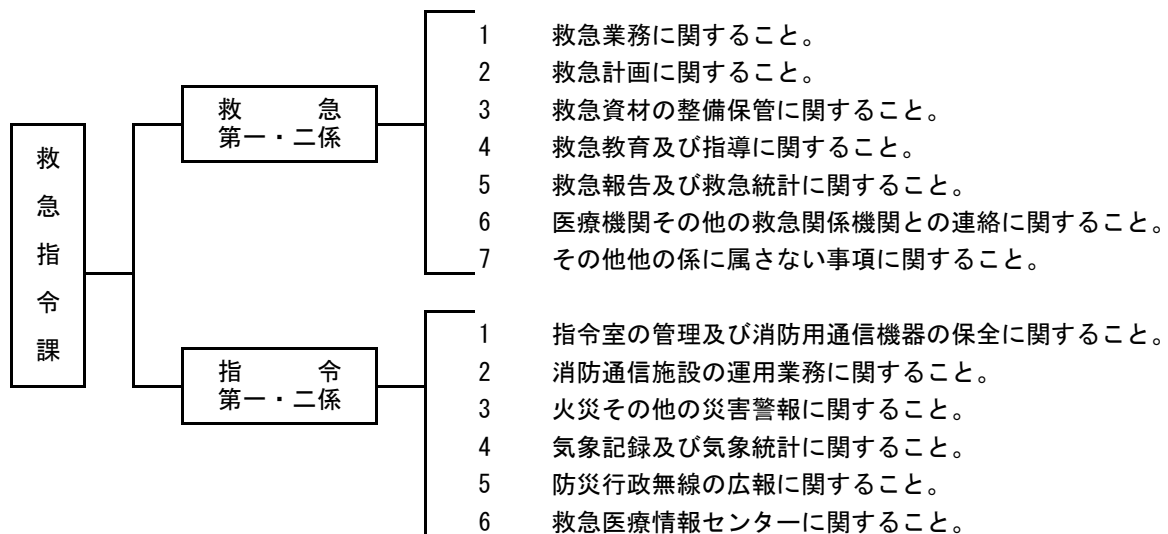 救急指令課
救　　　急
第一・二係
1　救急業務に関すること。
2　救急計画に関すること。
3　救急資材の整備保管に関すること。
4　救急教育及び指導に関すること。
5　救急報告及び救急統計に関すること。
6　医療機関その他の救急関係機関との連絡に関すること。
7　その他他の係に属さない事項に関すること。
指　　　令
第一・二係
1　指令室の管理及び消防用通信機器の保全に関すること。
2　消防通信施設の運用業務に関すること。
3　火災その他の災害警報に関すること。
4　気象記録及び気象統計に関すること。
5　防災行政無線の広報に関すること。
6　救急医療情報センターに関すること。